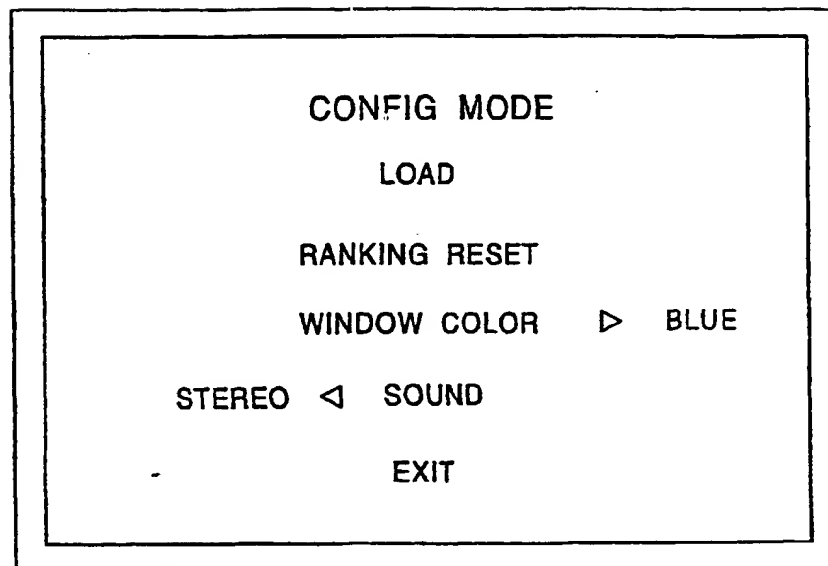 CONFIG MODE
LOAD
RANKING RESET
WINDOW COLOR ▷ BLUE
STEREO ◁ SOUND
EXIT